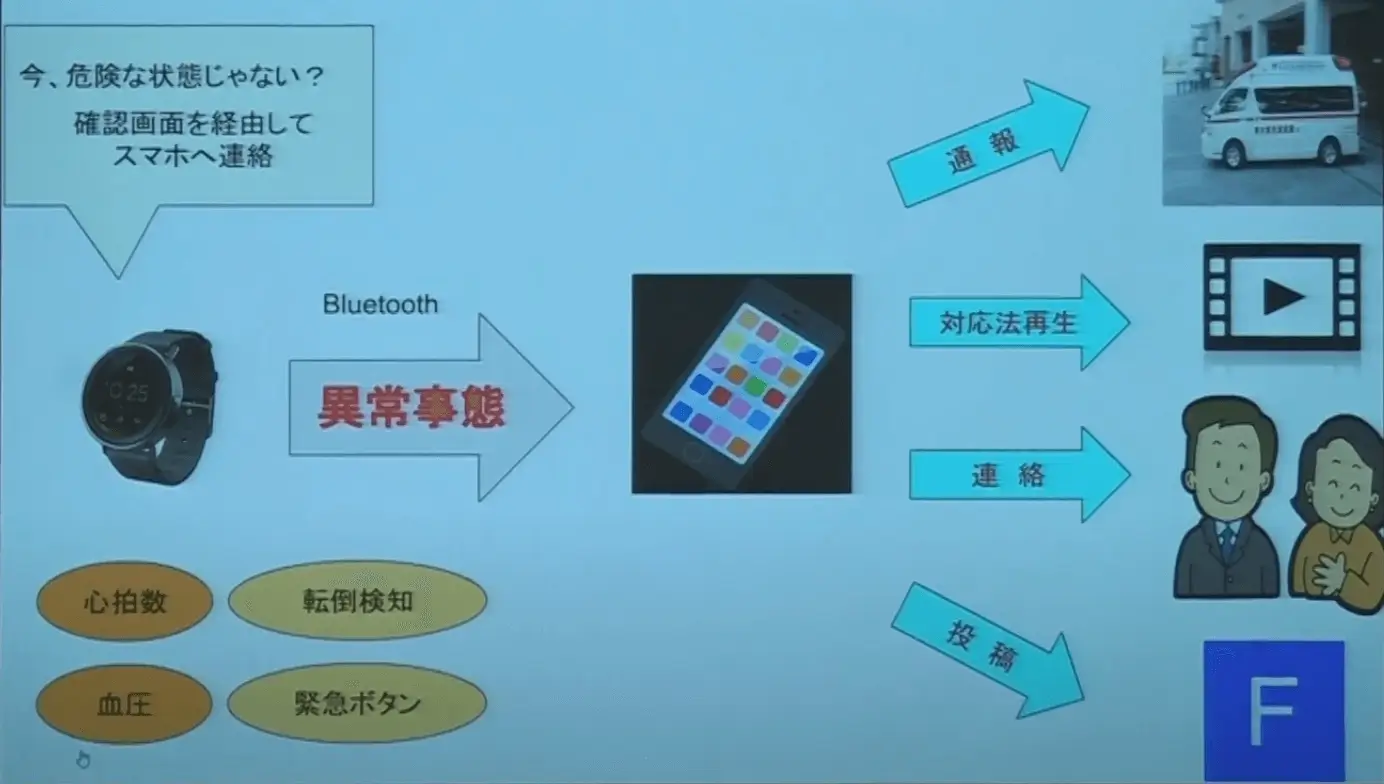 今、危険な状態じゃない？
確認画面を経由して
スマホへ連絡
Bluetooth
異常事態
通 報
対応法再生
連 絡
投 稿
心拍数
転倒検知
血圧
緊急ボタン
F